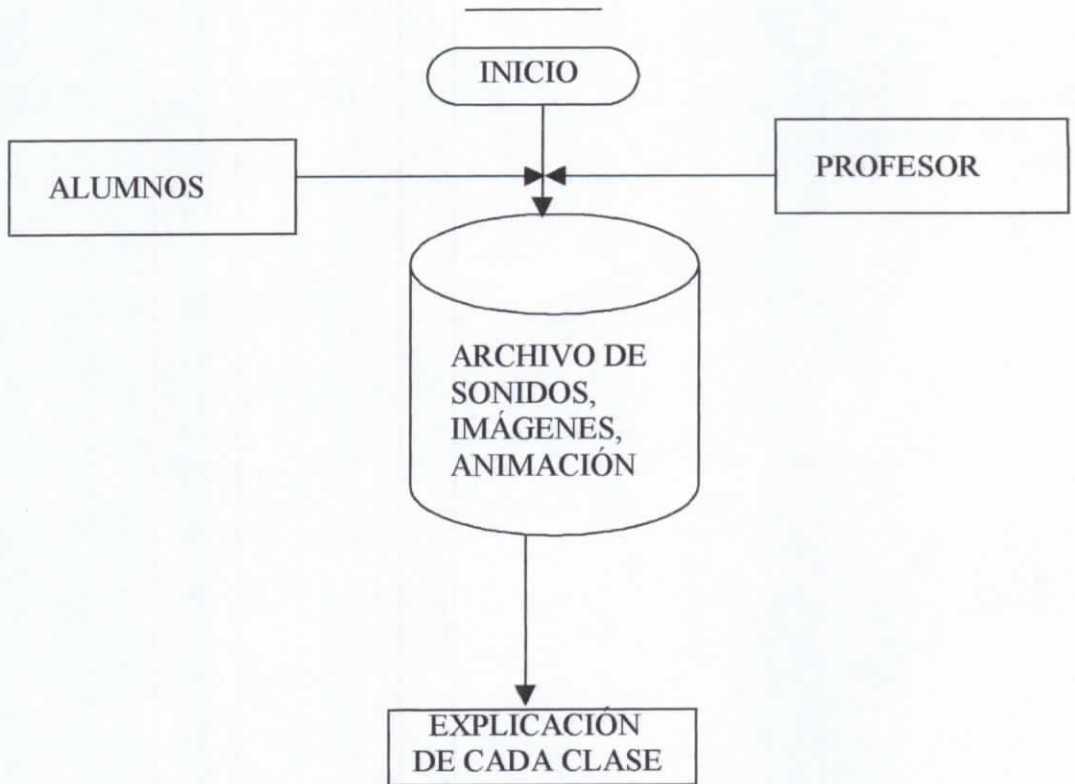 INICIO
ALUMNOS
PROFESOR
ARCHIVO DE
SONIDOS,
IMÁGENES,
ANIMACIÓN
EXPLICACIÓN
DE CADA CLASE